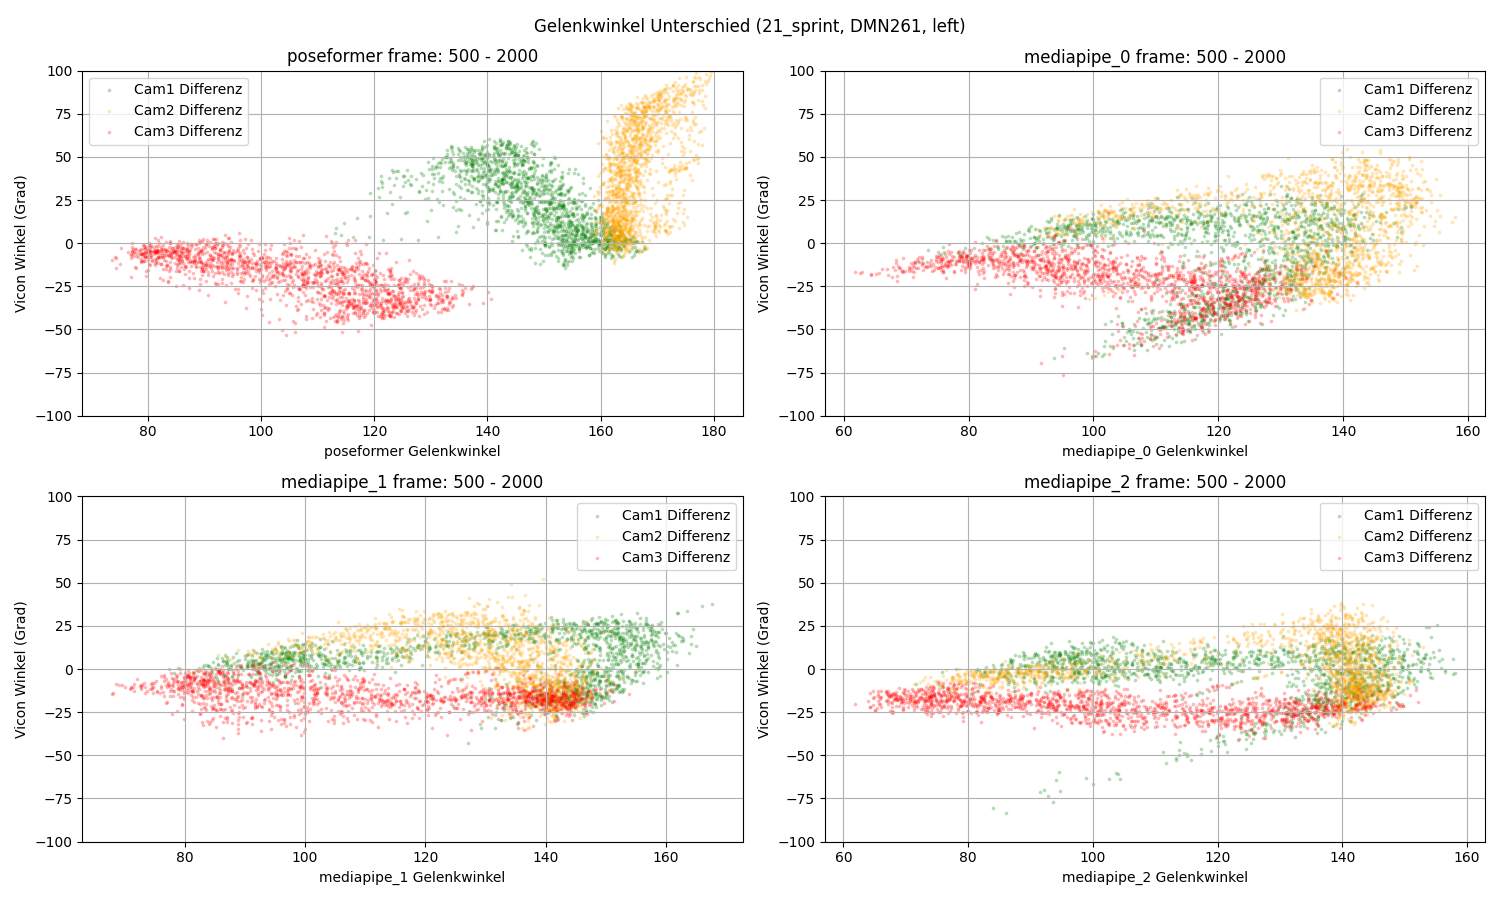 Gelenkwinkel Unterschied (21_sprint, DMN261, left)
poseformer frame: 500 - 2000
100
75
50
25
0
−25
−50
−75
−100
Vicon Winkel (Grad)
Cam1 Differenz
Cam2 Differenz
Cam3 Differenz
80 100 120 140 160 180
poseformer Gelenkwinkel
mediapipe_0 frame: 500 - 2000
100
75
50
25
0
−25
−50
−75
−100
Vicon Winkel (Grad)
Cam1 Differenz
Cam2 Differenz
Cam3 Differenz
60 80 100 120 140 160
mediapipe_0 Gelenkwinkel
mediapipe_1 frame: 500 - 2000
100
75
50
25
0
−25
−50
−75
−100
Vicon Winkel (Grad)
Cam1 Differenz
Cam2 Differenz
Cam3 Differenz
80 100 120 140 160
mediapipe_1 Gelenkwinkel
mediapipe_2 frame: 500 - 2000
100
75
50
25
0
−25
−50
−75
−100
Vicon Winkel (Grad)
Cam1 Differenz
Cam2 Differenz
Cam3 Differenz
60 80 100 120 140 160
mediapipe_2 Gelenkwinkel